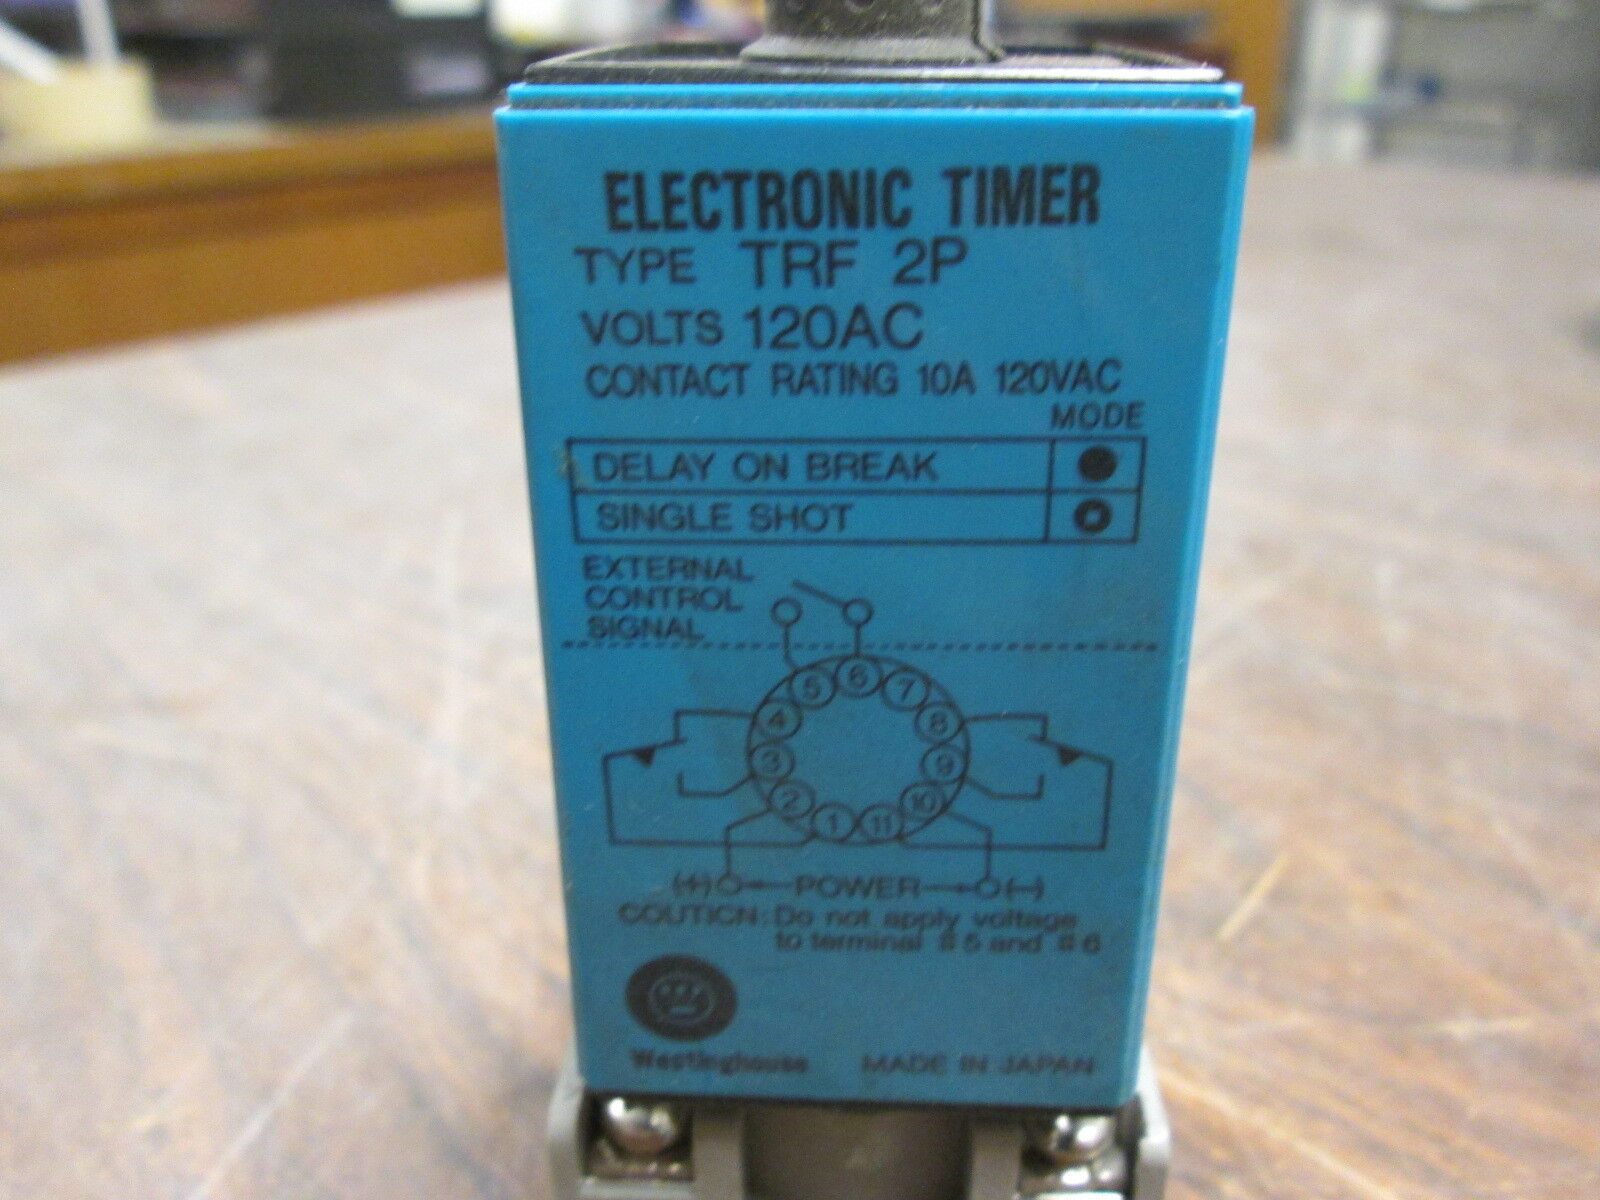 ELECTRONIC TIMER
TYPE TRF 2P
VOLTS 120AC
CONTACT RATING 10A 120VAC
MODE
DELAY ON BREAK
SINGLE SHOT
EXTERNAL
CONTROL
SIGNAL
5 6 7
4 8
3 9
2 10
1 11
(+) POWER (-)
COUTICN: Do not apply voltage
to terminal #5 and #6
Westinghouse MADE IN JAPAN